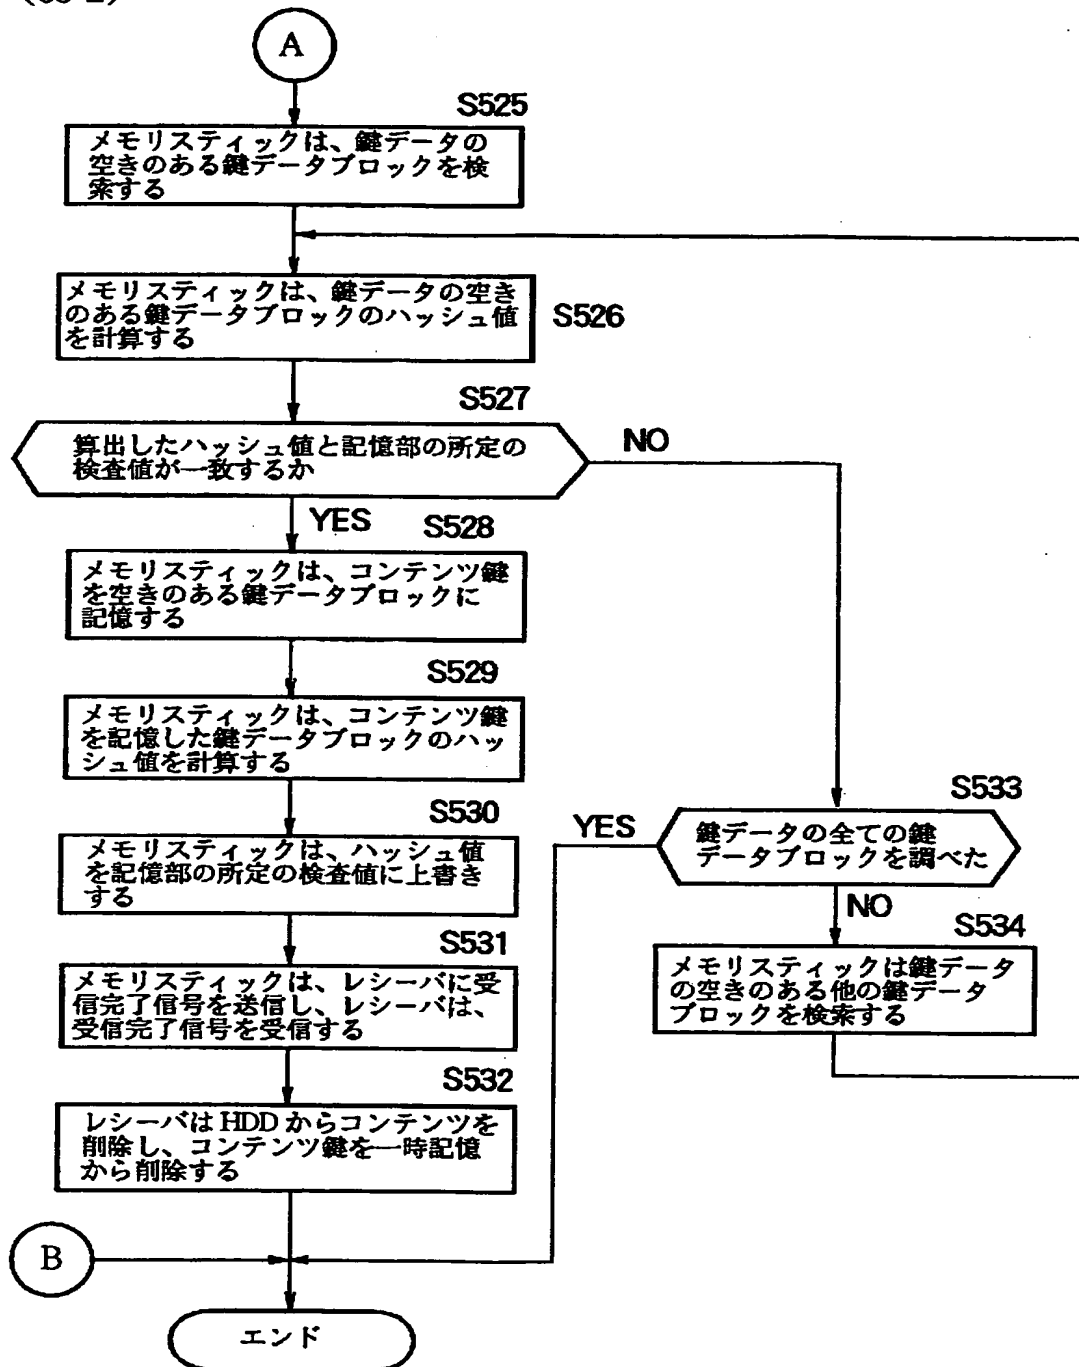 A
S525
メモリスティックは、鍵データの
空きのある鍵データブロックを検
索する
メモリスティックは、鍵データの空き
のある鍵データブロックのハッシュ値
を計算する
S526
S527
算出したハッシュ値と記憶部の所定の
検査値が一致するか
NO
YES
S528
メモリスティックは、コンテンツ鍵
を空きのある鍵データブロックに
記憶する
S529
メモリスティックは、コンテンツ鍵
を記憶した鍵データブロックのハッ
シュ値を計算する
S530
メモリスティックは、ハッシュ値
を記憶部の所定の検査値に上書き
する
S531
メモリスティックは、レシーバに受
信完了信号を送信し、レシーバは、
受信完了信号を受信する
S532
レシーバは HDD からコンテンツを
削除し、コンテンツ鍵を一時記憶
から削除する
S533
YES
鍵データの全ての鍵
データブロックを調べた
NO
S534
メモリスティックは鍵データ
の空きのある他の鍵データ
ブロックを検索する
B
エンド